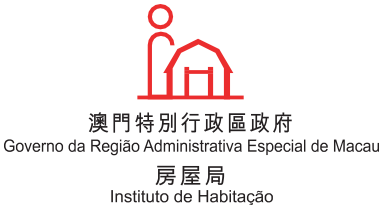 澳門特別行政區政府
Governo da Região Administrativa Especial de Macau
房屋局
Instituto de Habitação